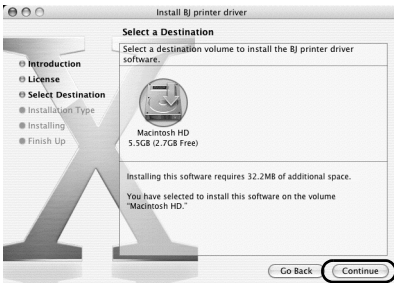 Install BJ printer driver
Select a Destination
Introduction
License
Select Destination
Installation Type
Installing
Finish Up
Select a destination volume to install the BJ printer driver
software.
Macintosh HD
5.5GB (2.7GB Free)
Installing this software requires 32.2MB of additional space.
You have selected to install this software on the volume
"Macintosh HD."
Go Back
Continue